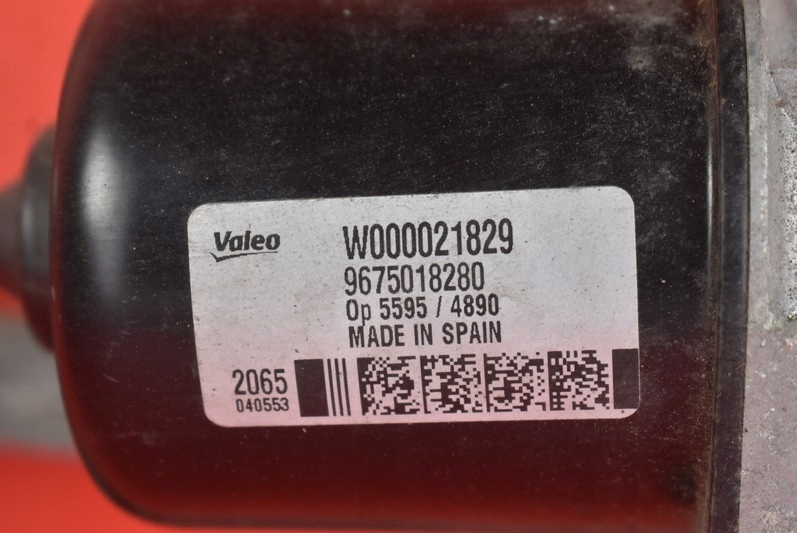 Valeo
W000021829
9675018280
Op 5595 / 4890
MADE IN SPAIN
2065
040553